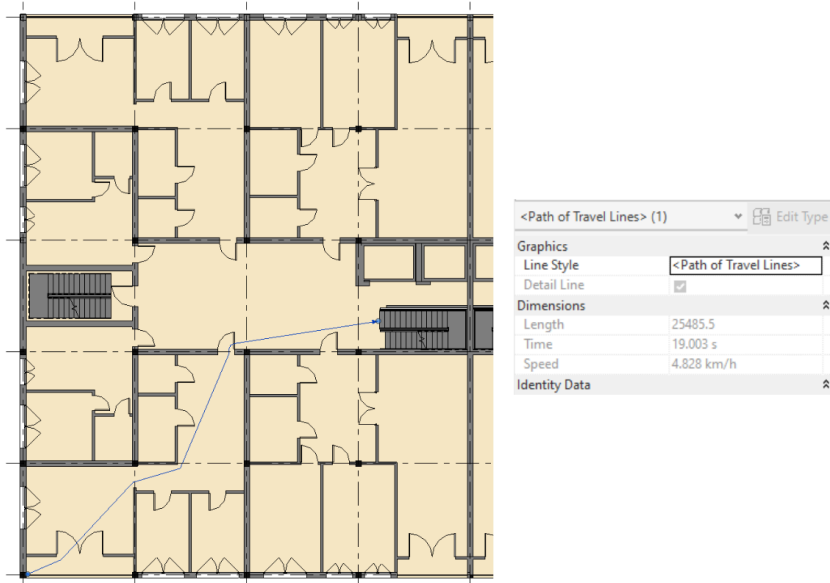 <Path of Travel Lines> (1) Edit Type
Graphics
Line Style <Path of Travel Lines>
Detail Line
Dimensions
Length 25485.5
Time 19.003 s
Speed 4.828 km/h
Identity Data